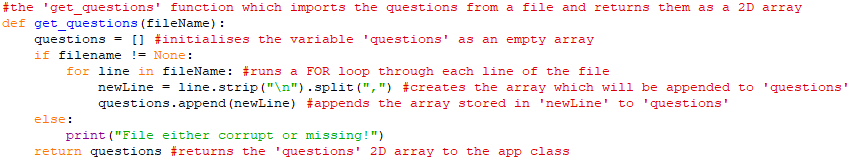 #the 'get_questions' function which imports the questions from a file and returns them as a 2D array
def get_questions(fileName):
    questions = [] #initialises the variable 'questions' as an empty array
    if filename != None:
        for line in fileName: #runs a FOR loop through each line of the file
            newLine = line.strip("\n").split(",") #creates the array which will be appended to 'questions'
            questions.append(newLine) #appends the array stored in 'newLine' to 'questions'
    else:
        print("File either corrupt or missing!")
    return questions #returns the 'questions' 2D array to the app class